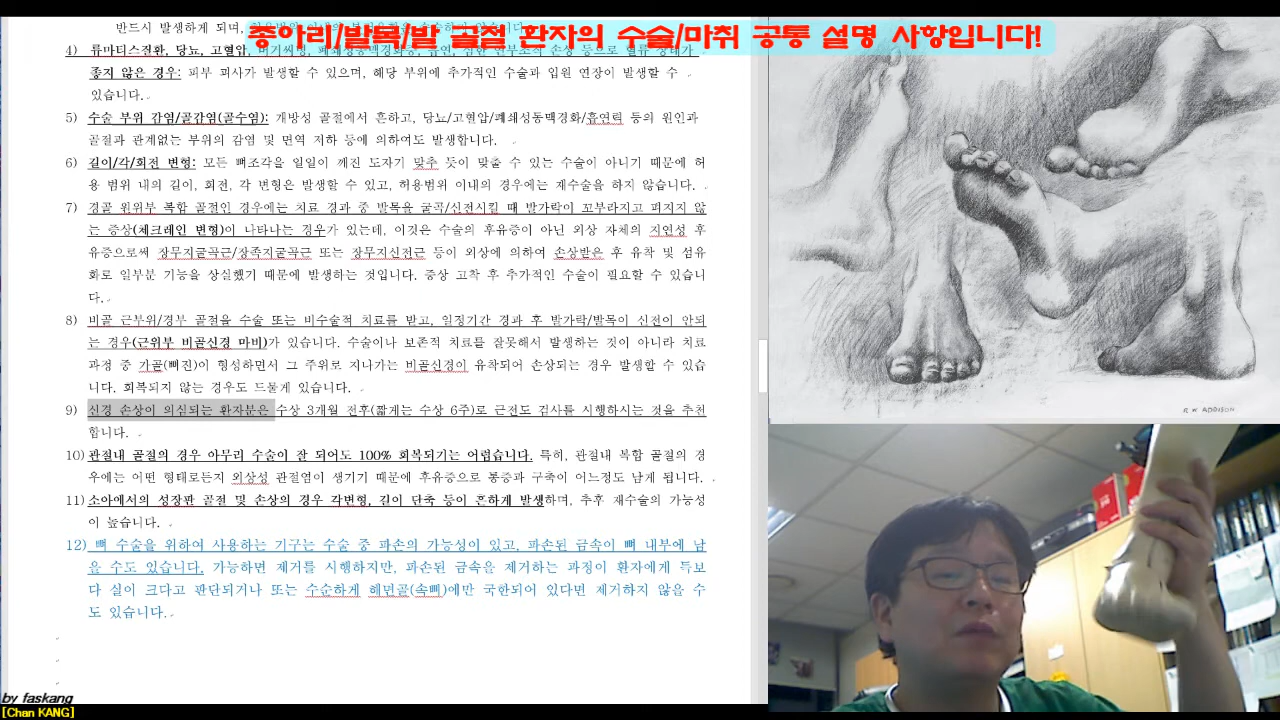 종아리/발목/발 골절 환자의 수술/마취 공통 설명 사항입니다!
반드시 발생하게 되며,
4) 류마티스질환, 당뇨, 고혈압,
좋지 않은 경우: 피부 괴사가 발생할 수 있으며, 해당 부위에 추가적인 수술과 입원 연장이 발생할 수
있습니다.
5) 수술 부위 감염/골감염(골수염): 개방성 골절에서 흔하고, 당뇨/고혈압/폐쇄성동맥경화/흡연력 등의 원인과
골절과 관계없는 부위의 감염 및 면역 저하 등에 의하여도 발생합니다.
6) 길이/각/회전 변형: 모든 뼈조각을 일일이 깨진 도자기 맞추 듯이 맞출 수 있는 수술이 아니기 때문에 허
용 범위 내의 길이, 회전, 각 변형은 발생할 수 있고, 허용범위 이내의 경우에는 재수술을 하지 않습니다.
7) 경골 원위부 복합 골절인 경우에는 치료 경과 중 발목을 굴곡/신전시킬 때 발가락이 꼬부라지고 펴지지 않
는 증상(체크레인 변형)이 나타나는 경우가 있는데, 이것은 수술의 후유증이 아닌 외상 자체의 지연성 후
유증으로써 장무지굴곡근/장족지굴곡근 또는 장무지신전근 등이 외상에 의하여 손상받은 후 유착 및 섬유
화로 일부분 기능을 상실했기 때문에 발생하는 것입니다. 증상 고착 후 추가적인 수술이 필요할 수 있습니
다.
8) 비골 근부위/경부 골절을 수술 또는 비수술적 치료를 받고, 일정기간 경과 후 발가락/발목이 신전이 안되
는 경우(근위부 비골신경 마비)가 있습니다. 수술이나 보존적 치료를 잘못해서 발생하는 것이 아니라 치료
과정 중 가골(뼈진)이 형성하면서 그 주위로 지나가는 비골신경이 유착되어 손상되는 경우 발생할 수 있습
니다. 회복되지 않는 경우도 드물게 있습니다.
9) 신경 손상이 의심되는 환자분은 수상 3개월 전후(짧게는 수상 6주)로 근전도 검사를 시행하시는 것을 추천
합니다.
10) 관절내 골절의 경우 아무리 수술이 잘 되어도 100% 회복되기는 어렵습니다. 특히, 관절내 복합 골절의 경
우에는 어떤 형태로든지 외상성 관절염이 생기기 때문에 후유증으로 통증과 구축이 어느정도 남게 됩니다.
11) 소아에서의 성장판 골절 및 손상의 경우 각변형, 길이 단축 등이 흔하게 발생하며, 추후 재수술의 가능성
이 높습니다.
12) 뼈 수술을 위하여 사용하는 기구는 수술 중 파손의 가능성이 있고, 파손된 금속이 뼈 내부에 남
을 수도 있습니다. 가능하면 제거를 시행하지만, 파손된 금속을 제거하는 과정이 환자에게 득보
다 실이 크다고 판단되거나 또는 수순하게 해면골(속뼈)에만 국한되어 있다면 제거하지 않을 수
도 있습니다.
R W ADDISON
by faskang
[Chan KANG]